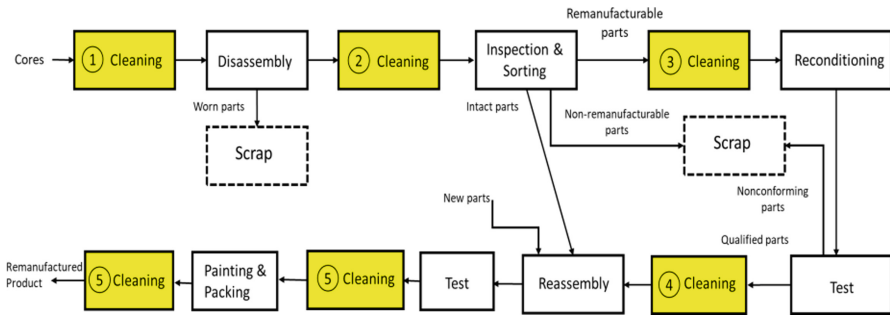 Cores
① Cleaning
Disassembly
② Cleaning
Inspection &
Sorting
Remanufacturable
parts
③ Cleaning
Reconditioning
Worn parts
Scrap
Intact parts
Non-remanufacturable
parts
Scrap
Nonconforming
parts
New parts
Qualified parts
Remanufactured
Product
⑤ Cleaning
Painting &
Packing
⑤ Cleaning
Test
Reassembly
④ Cleaning
Test